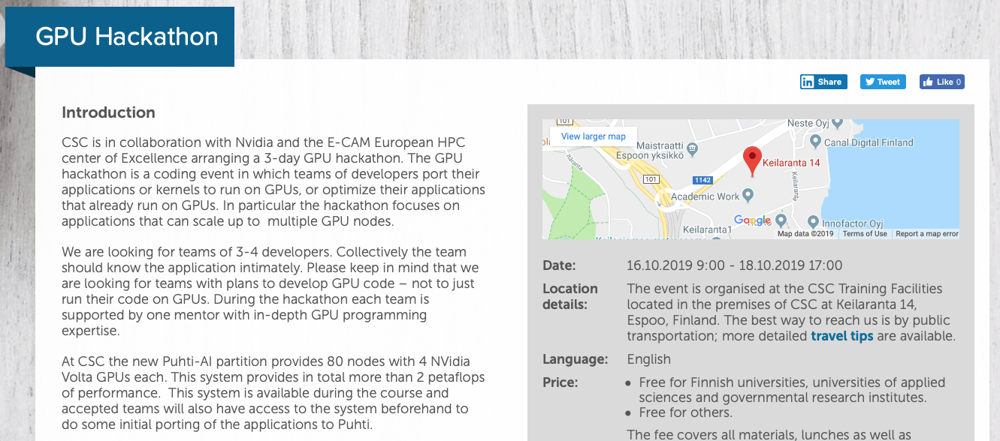 GPU Hackathon
Share
Tweet
Like 0
Introduction
CSC is in collaboration with Nvidia and the E-CAM European HPC
center of Excellence arranging a 3-day GPU hackathon. The GPU
hackathon is a coding event in which teams of developers port their
applications or kernels to run on GPUs, or optimize their applications
that already run on GPUs. In particular the hackathon focuses on
applications that can scale up to  multiple GPU nodes.
We are looking for teams of 3-4 developers. Collectively the team
should know the application intimately. Please keep in mind that we
are looking for teams with plans to develop GPU code – not to just
run their code on GPUs. During the hackathon each team is
supported by one mentor with in-depth GPU programming
expertise.
At CSC the new Puhti-AI partition provides 80 nodes with 4 NVidia
Volta GPUs each. This system provides in total more than 2 petaflops
of performance.  This system is available during the course and
accepted teams will also have access to the system beforehand to
do some initial porting of the applications to Puhti.
101
Neste Oyj
View larger map
Canal Digital Finland
Maistraatti
Espoon yksikkö
Keilaranta 14
101
1142
Keilaranta
Academic Work
Google
Keilaranta1
Innofactor Oyj
Map data ©2019
Terms of Use
Report a map error
Date: 16.10.2019 9:00 - 18.10.2019 17:00
Location The event is organised at the CSC Training Facilities
details: located in the premises of CSC at Keilaranta 14,
Espoo, Finland. The best way to reach us is by public
transportation; more detailed travel tips are available.
Language: English
Price: • Free for Finnish universities, universities of applied
sciences and governmental research institutes.
• Free for others.
The fee covers all materials, lunches as well as